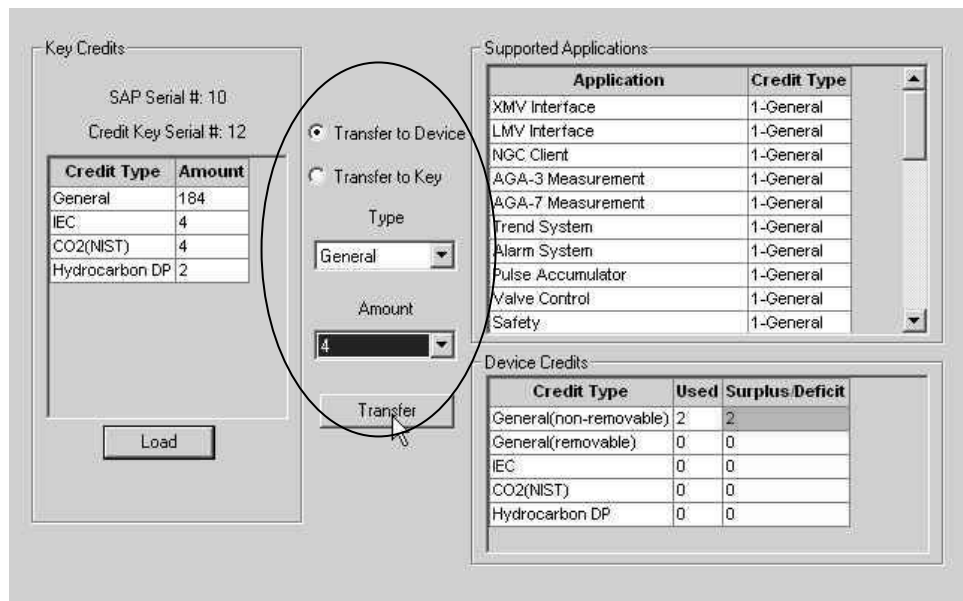 Key Credits
SAP Serial #: 10
Credit Key Serial #: 12
Credit Type Amount
General 184
IEC 4
CO2(NIST) 4
Hydrocarbon DP 2
Load
Transfer to Device
Transfer to Key
Type
General
Amount
4
Transfer
Supported Applications
Application Credit Type
XMV Interface 1-General
LMV Interface 1-General
NGC Client 1-General
AGA-3 Measurement 1-General
AGA-7 Measurement 1-General
Trend System 1-General
Alarm System 1-General
Pulse Accumulator 1-General
Valve Control 1-General
Safety 1-General
Device Credits
Credit Type Used Surplus/Deficit
General(non-removable) 2 2
General(removable) 0 0
IEC 0 0
CO2(NIST) 0 0
Hydrocarbon DP 0 0